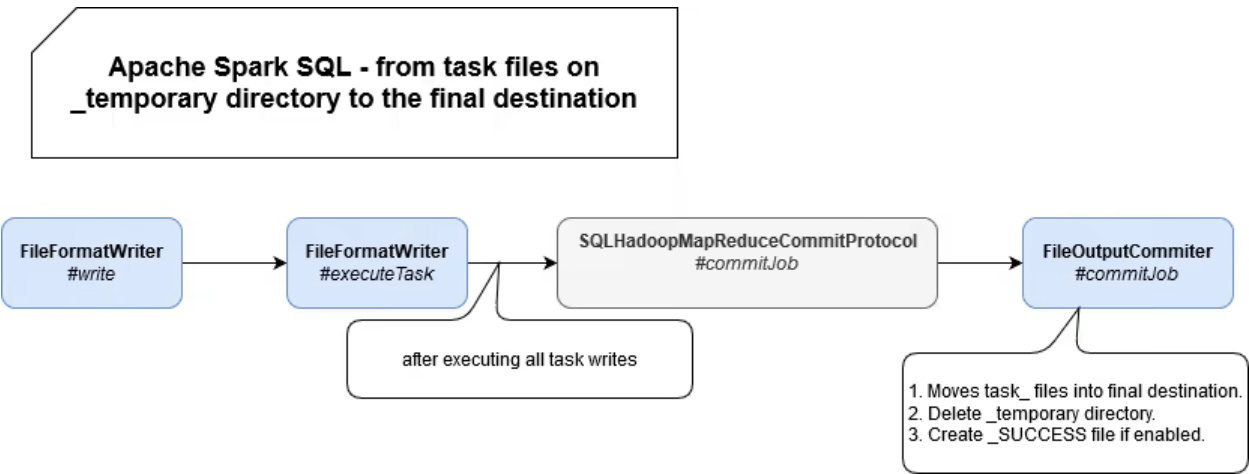 Apache Spark SQL - from task files on
_temporary directory to the final destination
FileFormatWriter
#write
FileFormatWriter
#executeTask
SQLHadoopMapReduceCommitProtocol
#commitJob
FileOutputCommiter
#commitJob
after executing all task writes
1. Moves task_ files into final destination.
2. Delete _temporary directory.
3. Create _SUCCESS file if enabled.